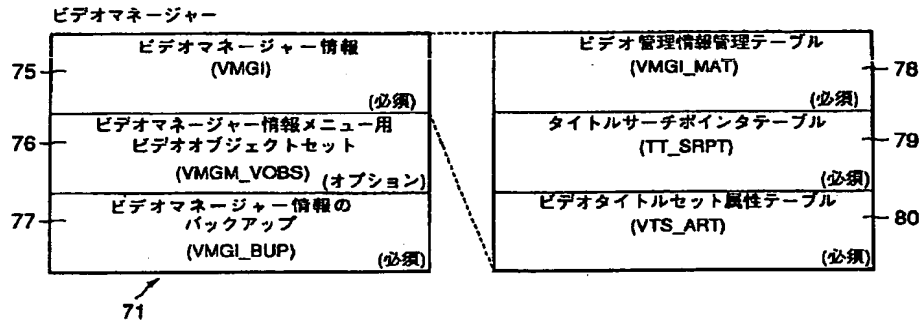 ビデオマネージャー
ビデオマネージャー情報
(VMGI)
(必須)
75
ビデオマネージャー情報メニュー用
ビデオオブジェクトセット
(VMGM_VOBS) (オプション)
76
ビデオマネージャー情報の
バックアップ
(VMGI_BUP)
(必須)
77
71
ビデオ管理情報管理テーブル
(VMGI_MAT)
(必須)
78
タイトルサーチポインタテーブル
(TT_SRPT)
(必須)
79
ビデオタイトルセット属性テーブル
(VTS_ART)
(必須)
80